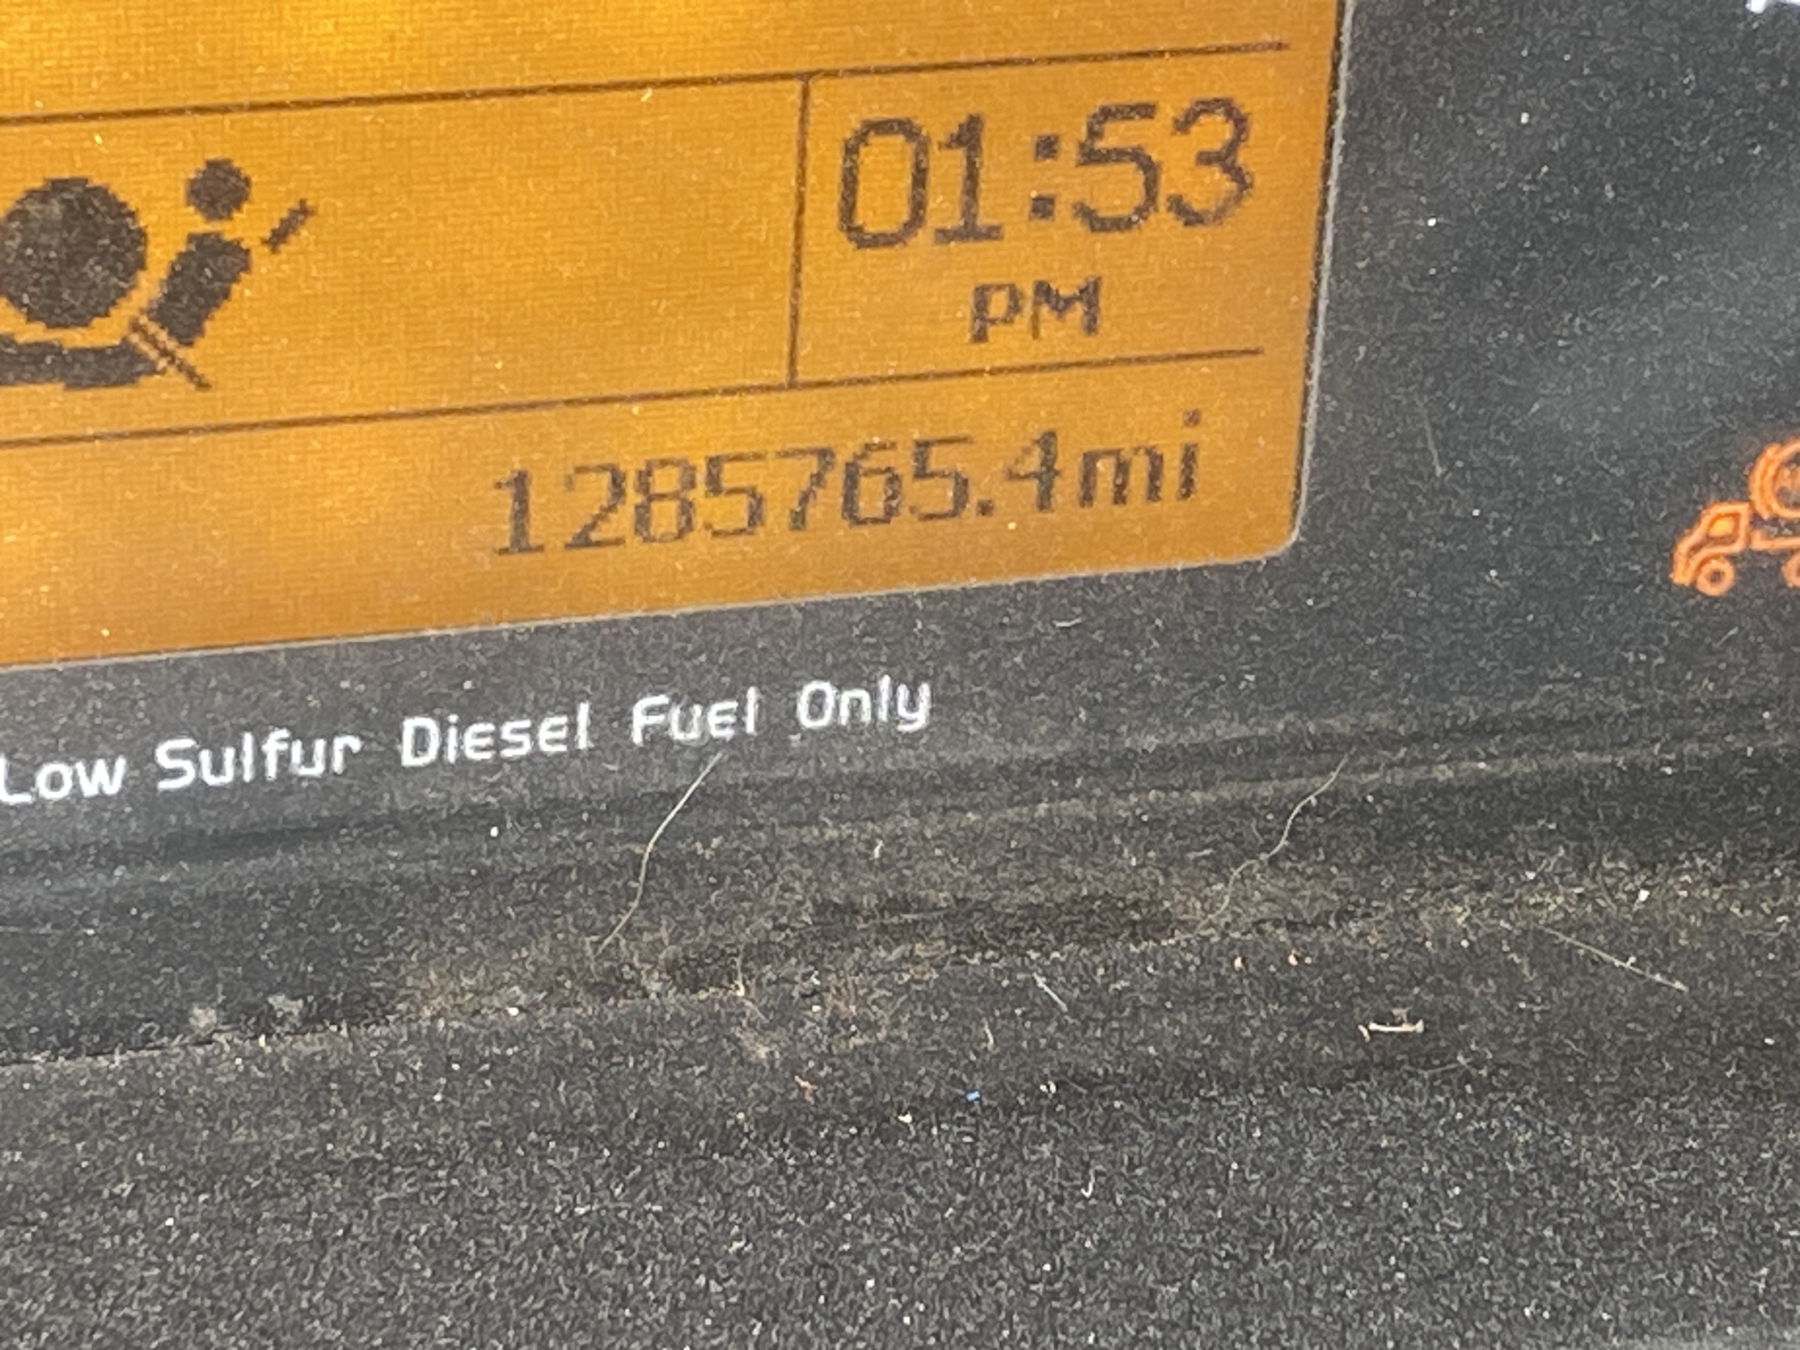 01:53
PM
1285765.4mi
Low Sulfur Diesel Fuel Only